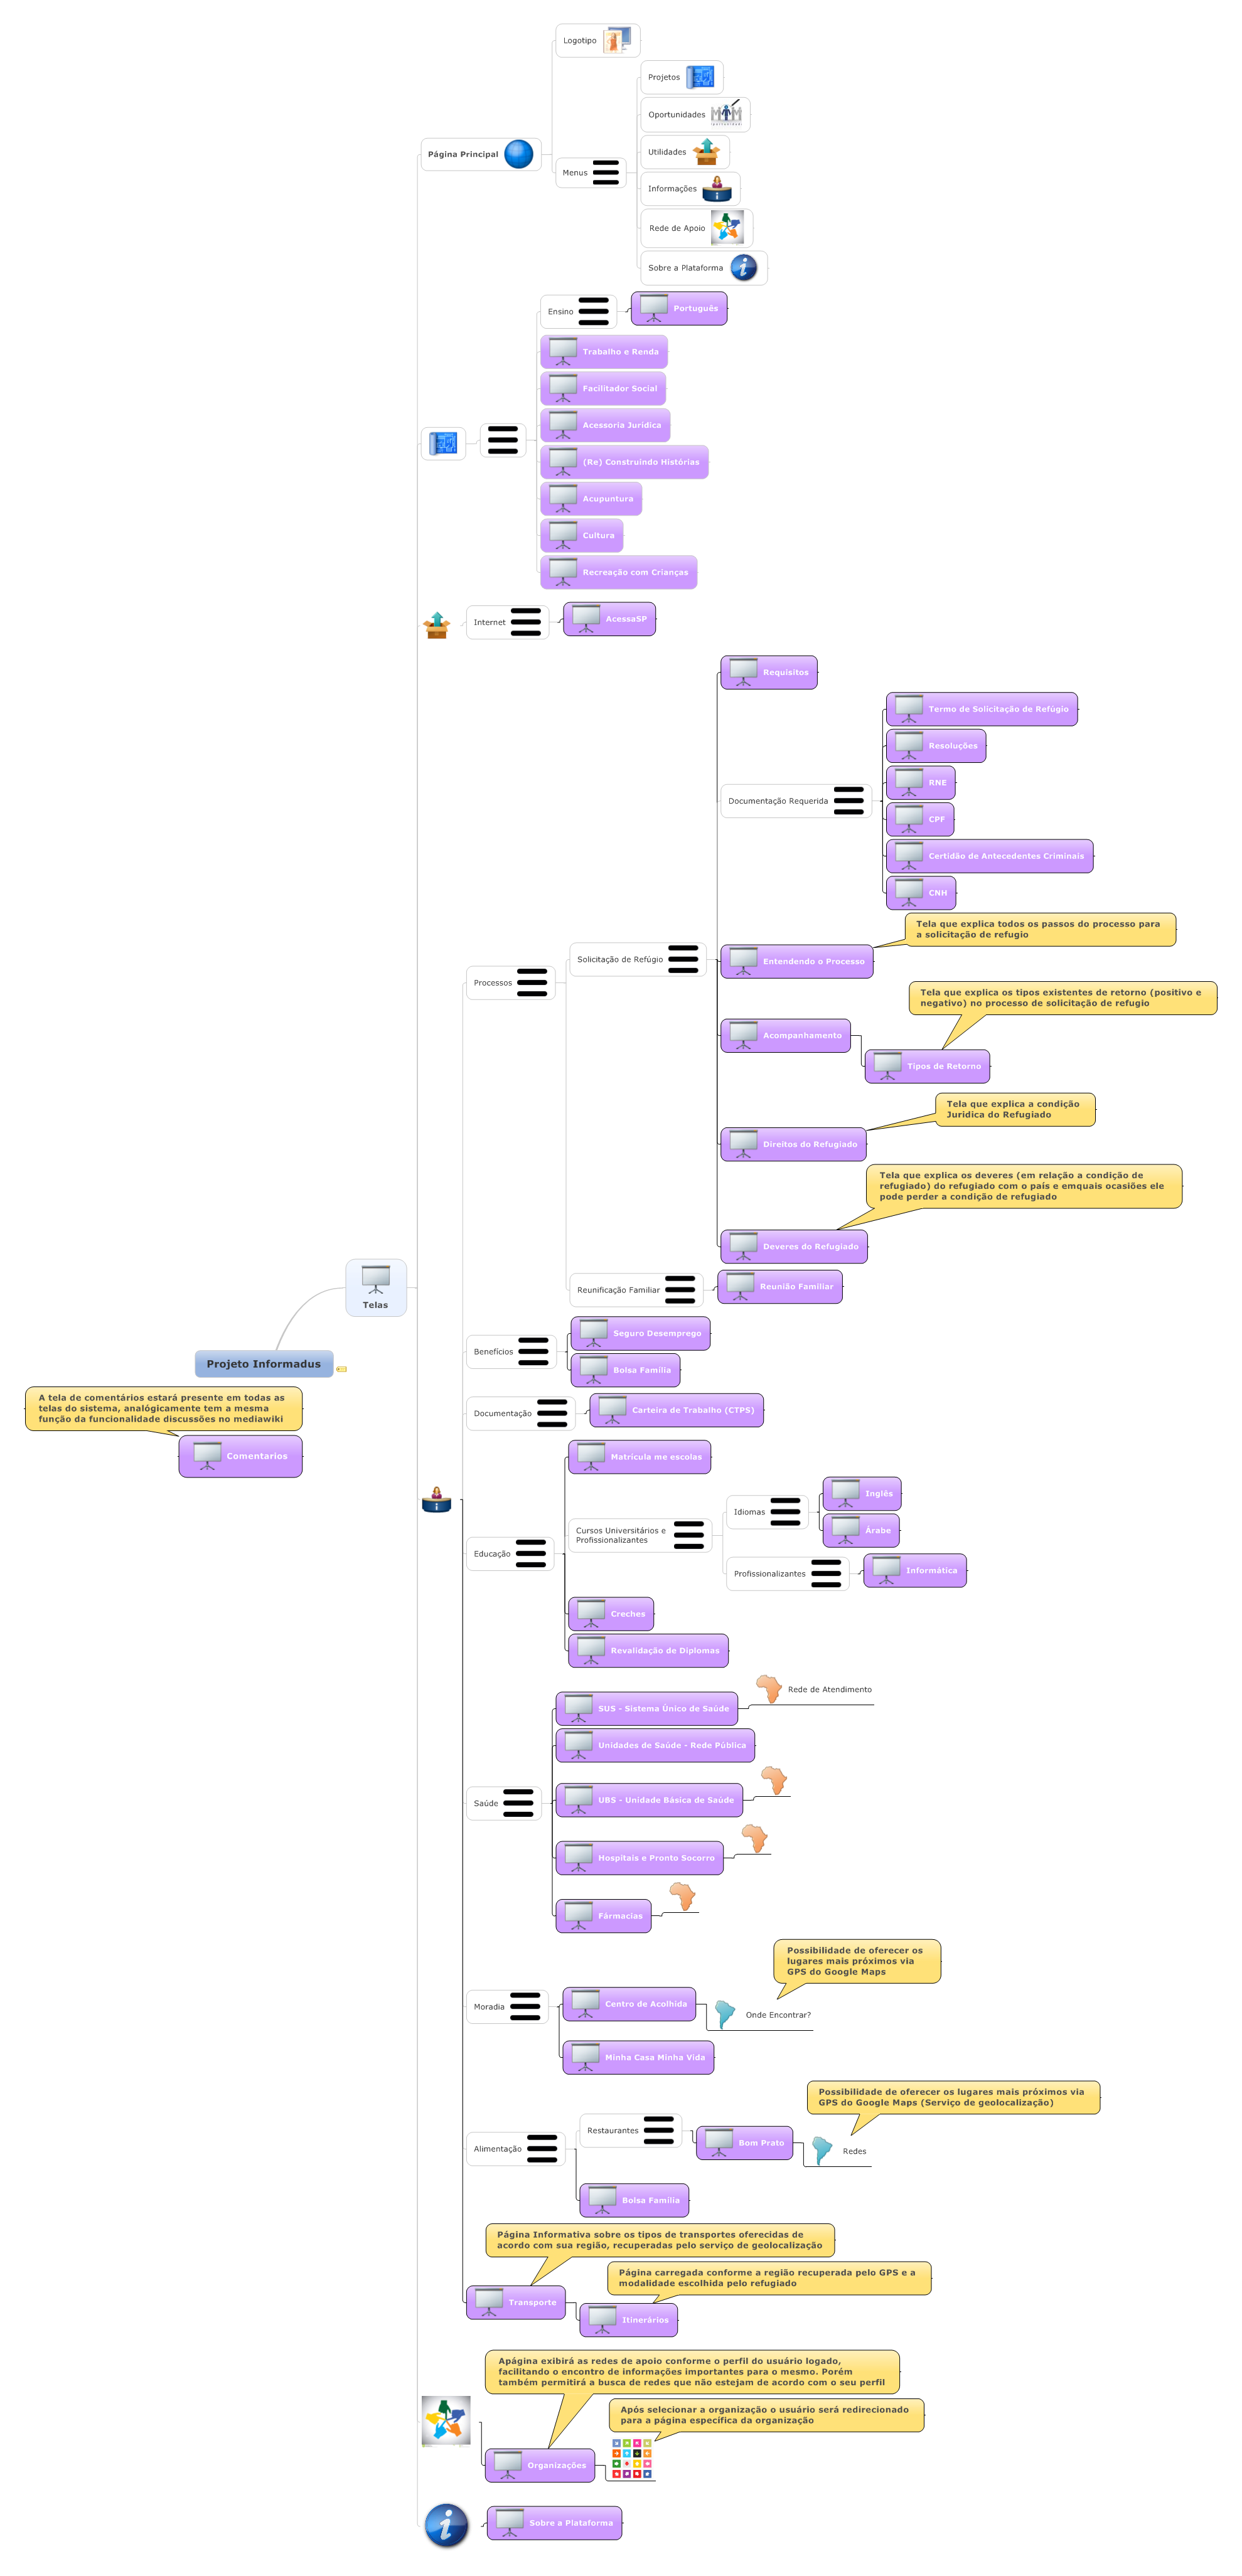 Logotipo
Projetos
Oportunidades
Utilidades
Página Principal
Menus
Informações
Rede de Apoio
Sobre a Plataforma
Ensino
Português
Trabalho e Renda
Facilitador Social
Acessoria Jurídica
(Re) Construindo Histórias
Acupuntura
Cultura
Recreação com Crianças
Internet
AcessaSP
Requisitos
Termo de Solicitação de Refúgio
Resoluções
RNE
Documentação Requerida
CPF
Certidão de Antecedentes Criminais
CNH
Tela que explica todos os passos do processo para
a solicitação de refugio
Solicitação de Refúgio
Entendendo o Processo
Processos
Tela que explica os tipos existentes de retorno (positivo e
negativo) no processo de solicitação de refugio
Acompanhamento
Tipos de Retorno
Tela que explica a condição
Juridica do Refugiado
Direitos do Refugiado
Tela que explica os deveres (em relação a condição de
refugiado) do refugiado com o país e emquais ocasiões ele
pode perder a condição de refugiado
Deveres do Refugiado
Reunificação Familiar
Reunião Familiar
Telas
Seguro Desemprego
Benefícios
Bolsa Família
Projeto Informadus
A tela de comentários estará presente em todas as
telas do sistema, analógicamente tem a mesma
função da funcionalidade discussões no mediawiki
Comentarios
Documentação
Carteira de Trabalho (CTPS)
Matricula me escolas
Inglês
Idiomas
Árabe
Cursos Universitários e
Profissionalizantes
Educação
Profissionalizantes
Informática
Creches
Revalidação de Diplomas
Rede de Atendimento
SUS - Sistema Único de Saúde
Unidades de Saúde - Rede Pública
Saúde
UBS - Unidade Básica de Saúde
Hospitais e Pronto Socorro
Fármacias
Possibilidade de oferecer os
lugares mais próximos via
GPS do Google Maps
Moradia
Centro de Acolhida
Onde Encontrar?
Minha Casa Minha Vida
Possibilidade de oferecer os lugares mais próximos via
GPS do Google Maps (Serviço de geolocalização)
Restaurantes
Bom Prato
Redes
Alimentação
Bolsa Família
Página Informativa sobre os tipos de transportes oferecidas de
acordo com sua região, recuperadas pelo serviço de geolocalização
Página carregada conforme a região recuperada pelo GPS e a
modalidade escolhida pelo refugiado
Transporte
Itinerários
Apágina exibirá as redes de apoio conforme o perfil do usuário logado,
facilitando o encontro de informações importantes para o mesmo. Porém
também permitirá a busca de redes que não estejam de acordo com o seu perfil
Após selecionar a organização o usuário será redirecionado
para a página especifica da organização
Organizações
Sobre a Plataforma